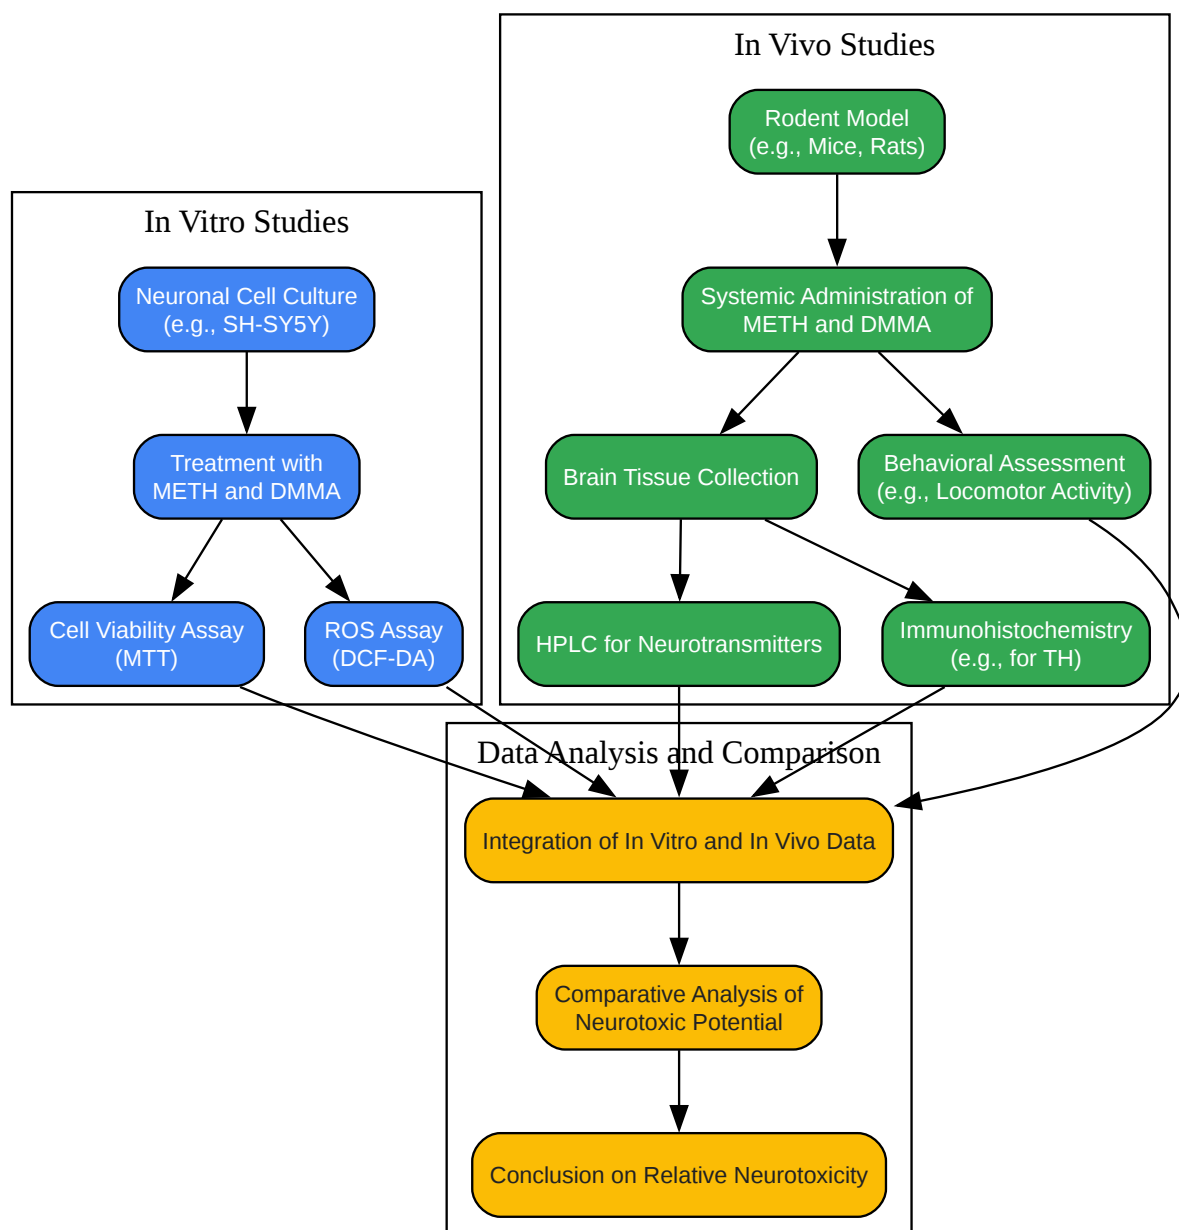 In Vivo Studies
Rodent Model
(e.g., Mice, Rats)
Systemic Administration of
METH and DMMA
Brain Tissue Collection
Behavioral Assessment
(e.g., Locomotor Activity)
HPLC for Neurotransmitters
Immunohistochemistry
(e.g., for TH)
In Vitro Studies
Neuronal Cell Culture
(e.g., SH-SY5Y)
Treatment with
METH and DMMA
Cell Viability Assay
(MTT)
ROS Assay
(DCF-DA)
Data Analysis and Comparison
Integration of In Vitro and In Vivo Data
Comparative Analysis of
Neurotoxic Potential
Conclusion on Relative Neurotoxicity